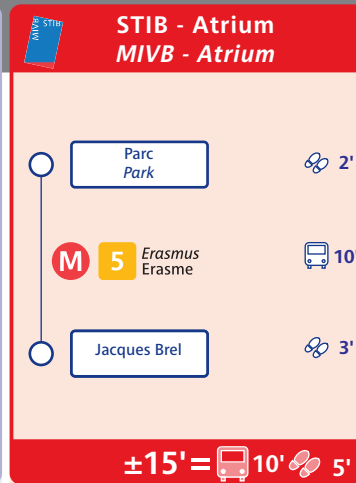 MIVB STIB
STIB - Atrium
MIVB - Atrium
Parc
Park
2'
M 5 Erasmus
Erasme
10'
Jacques Brel
3'
±15'= 10' 5'